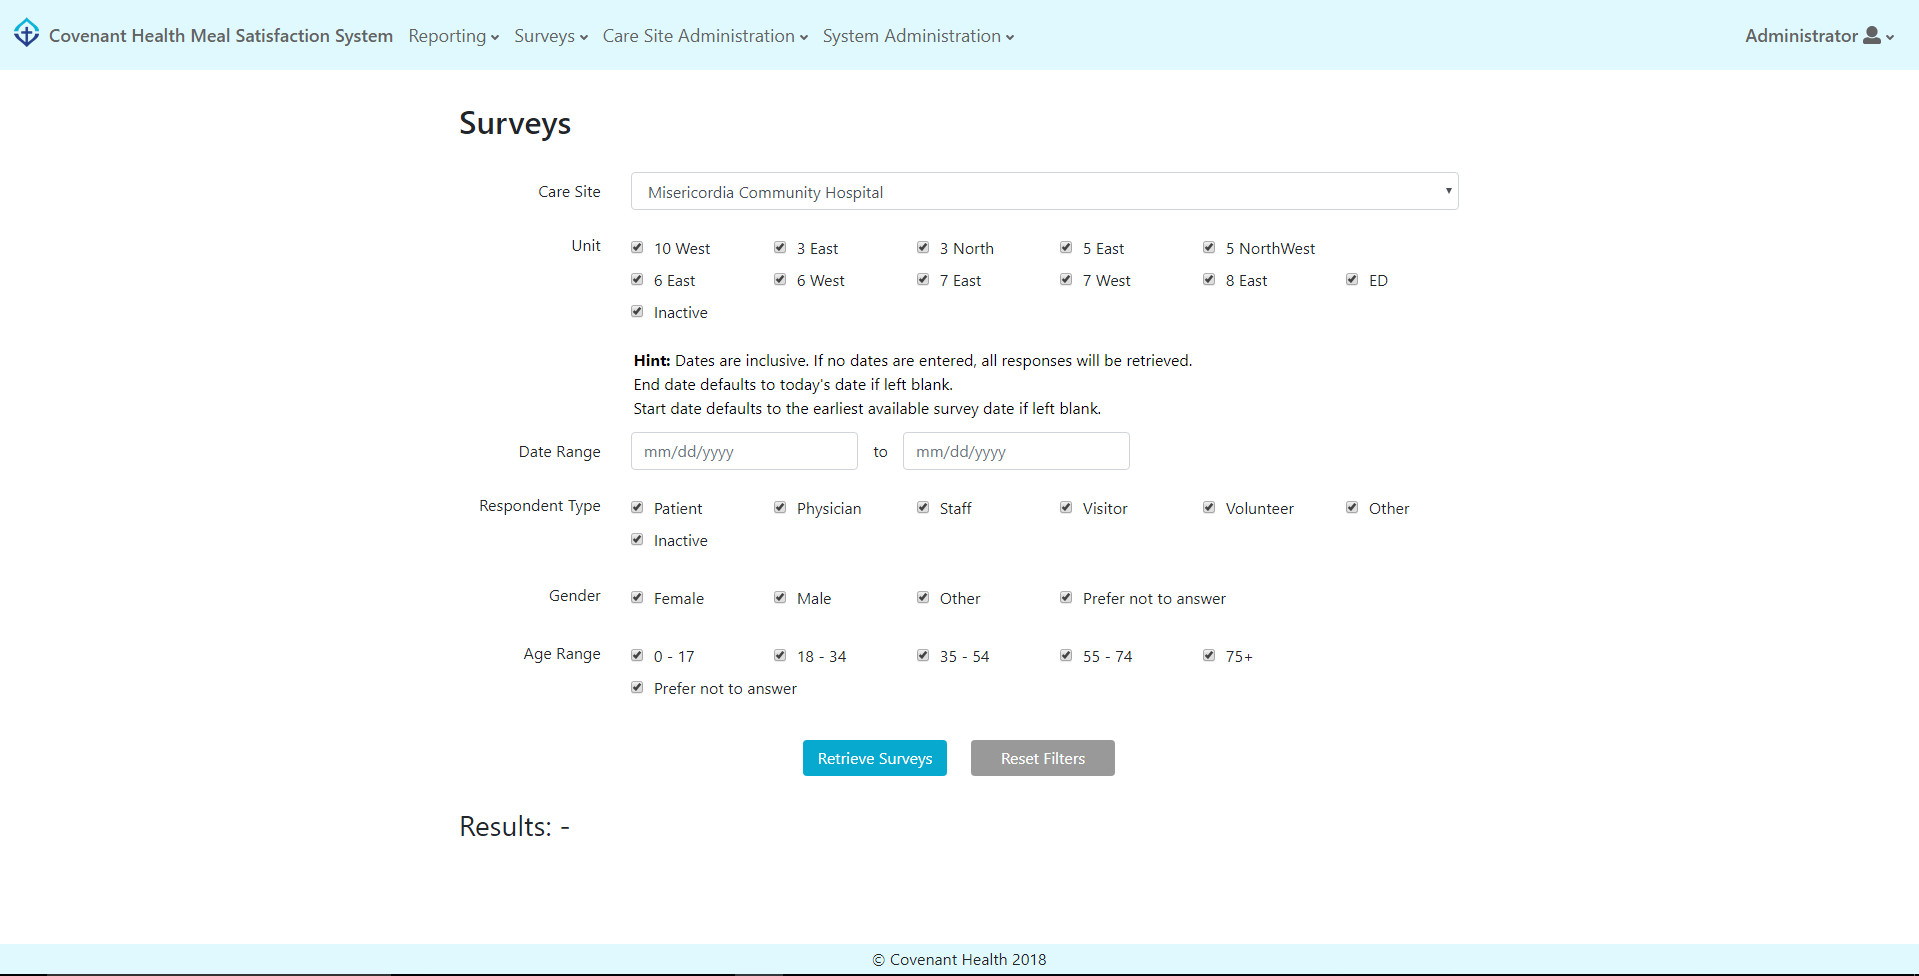 Covenant Health Meal Satisfaction System Reporting Surveys Care Site Administration System Administration Administrator
Surveys
Care Site Misericordia Community Hospital
Unit 10 West 3 East 3 North 5 East 5 NorthWest
6 East 6 West 7 East 7 West 8 East ED
Inactive
Hint: Dates are inclusive. If no dates are entered, all responses will be retrieved.
End date defaults to today's date if left blank.
Start date defaults to the earliest available survey date if left blank.
Date Range mm/dd/yyyy to mm/dd/yyyy
Respondent Type Patient Physician Staff Visitor Volunteer Other
Inactive
Gender Female Male Other Prefer not to answer
Age Range 0 - 17 18 - 34 35 - 54 55 - 74 75+
Prefer not to answer
Retrieve Surveys Reset Filters
Results: -
© Covenant Health 2018